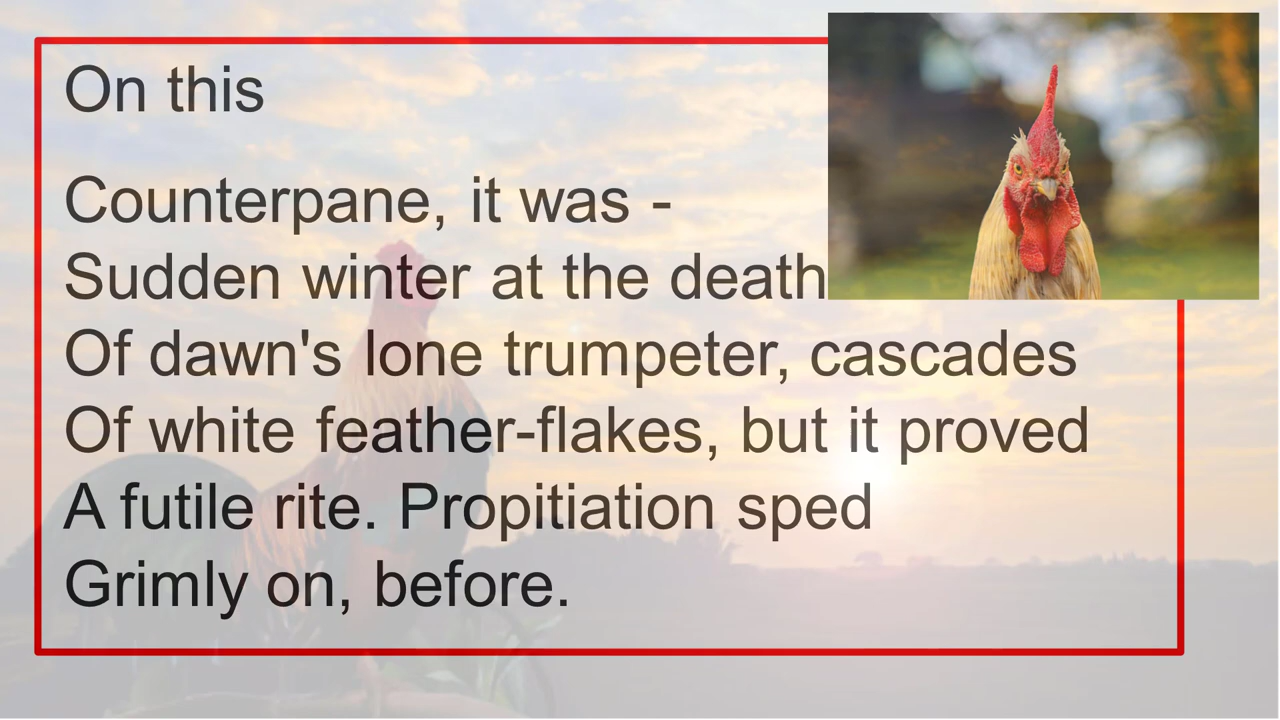 On this
Counterpane, it was -
Sudden winter at the death
Of dawn's lone trumpeter, cascades
Of white feather-flakes, but it proved
A futile rite. Propitiation sped
Grimly on, before.